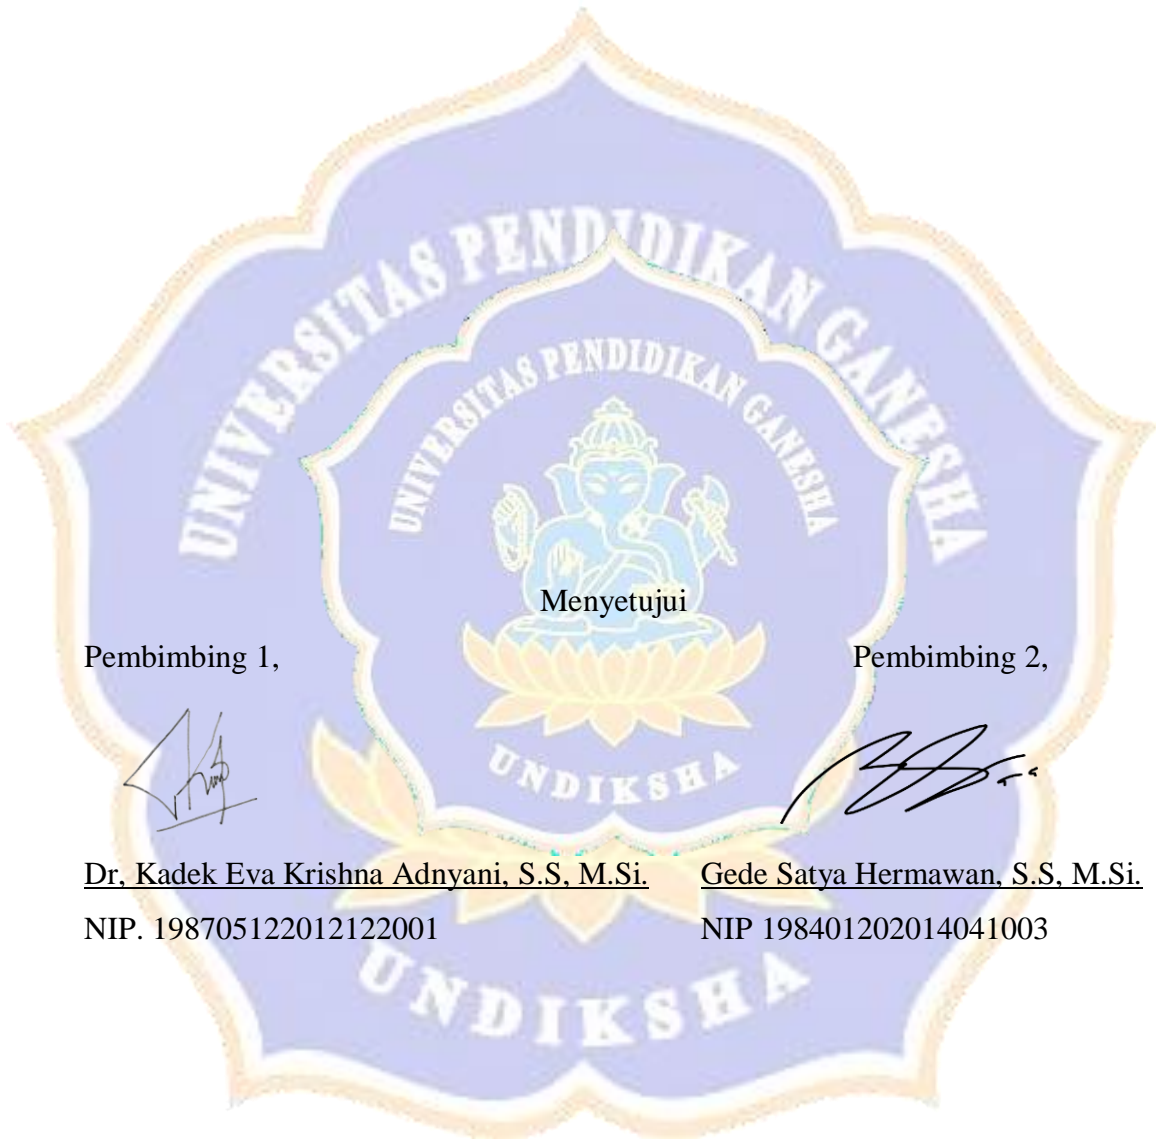 UNIVERSITAS PENDIDIKAN GANESHA
UNIVERSITAS PENDIDIKAN GANESHA
Menyetujui
Pembimbing 1, Pembimbing 2,
UNDIKSHA
Dr, Kadek Eva Krishna Adnyani, S.S, M.Si. Gede Satya Hermawan, S.S, M.Si.
NIP. 198705122012122001 NIP 198401202014041003
UNDIKSHA